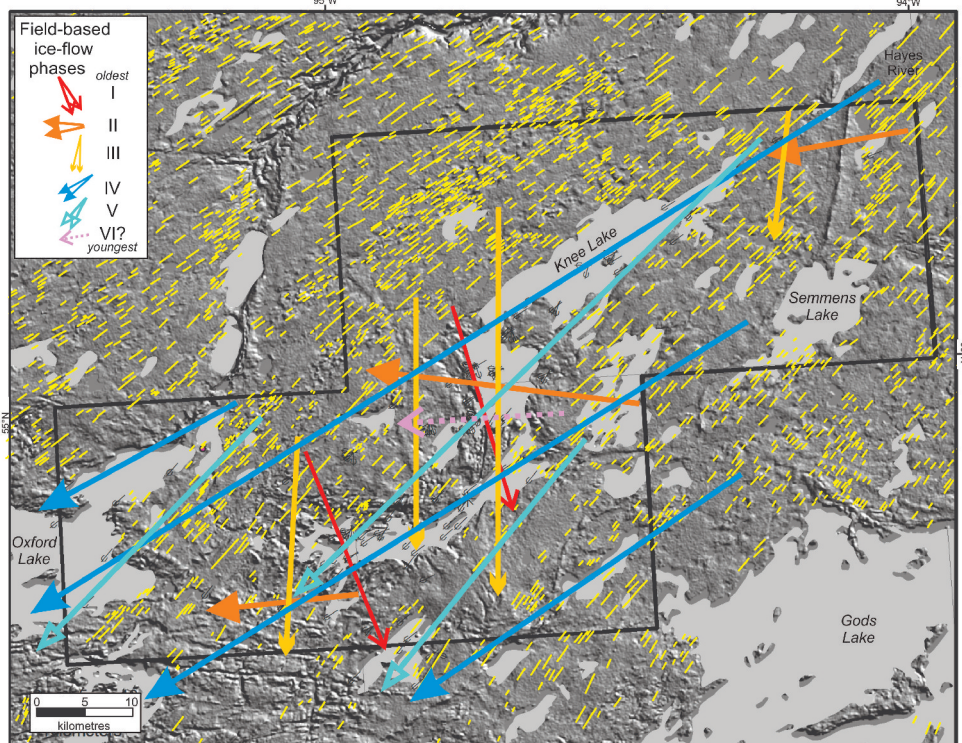 95°W
94°W
Field-based
ice-flow
phases
oldest
I
II
III
IV
V
VI?
youngest
Hayes
River
Knee Lake
Semmens
Lake
55°N
Oxford
Lake
Gods
Lake
0 5 10
kilometres